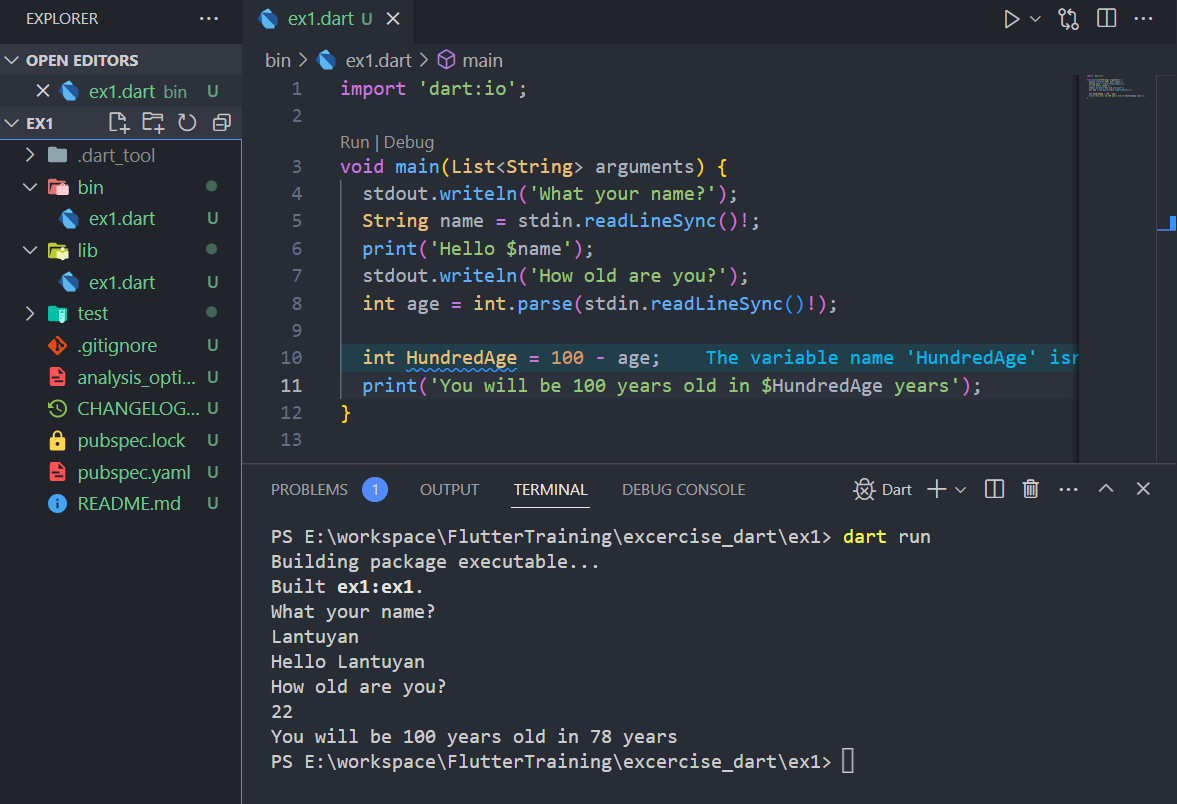 EXPLORER
OPEN EDITORS
ex1.dart bin U
EX1
.dart_tool
bin
ex1.dart U
lib
ex1.dart U
test
.gitignore U
analysis_opti... U
CHANGELOG... U
pubspec.lock U
pubspec.yaml U
README.md U
ex1.dart U
bin > ex1.dart > main
1 import 'dart:io';
2
Run | Debug
3 void main(List<String> arguments) {
4 stdout.writeln('What your name?');
5 String name = stdin.readLineSync()!;
6 print('Hello $name');
7 stdout.writeln('How old are you?');
8 int age = int.parse(stdin.readLineSync()!);
9
10 int HundredAge = 100 - age; The variable name 'HundredAge' isn
11 print('You will be 100 years old in $HundredAge years');
12 }
13
PROBLEMS 1 OUTPUT TERMINAL DEBUG CONSOLE Dart
PS E:\workspace\FlutterTraining\excercise_dart\ex1> dart run
Building package executable...
Built ex1:ex1.
What your name?
Lantuyan
Hello Lantuyan
How old are you?
22
You will be 100 years old in 78 years
PS E:\workspace\FlutterTraining\excercise_dart\ex1>